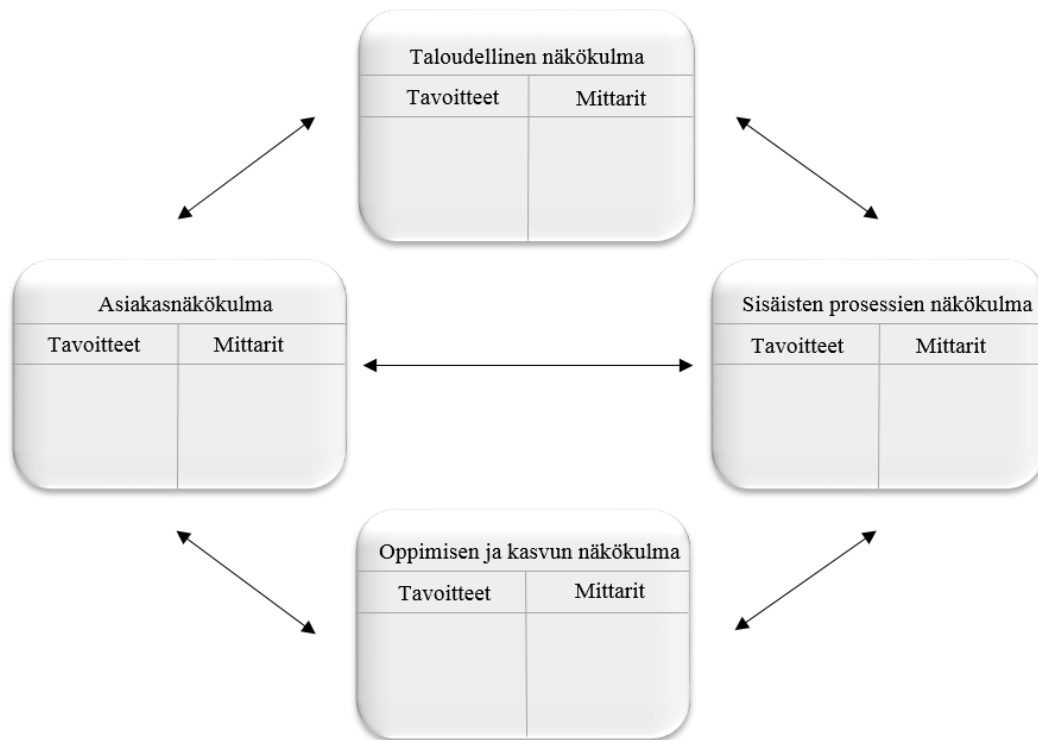 Taloudellinen näkökulma
Tavoitteet Mittarit
Asiakasnäkökulma
Tavoitteet Mittarit
Sisäisten prosessien näkökulma
Tavoitteet Mittarit
Oppimisen ja kasvun näkökulma
Tavoitteet Mittarit